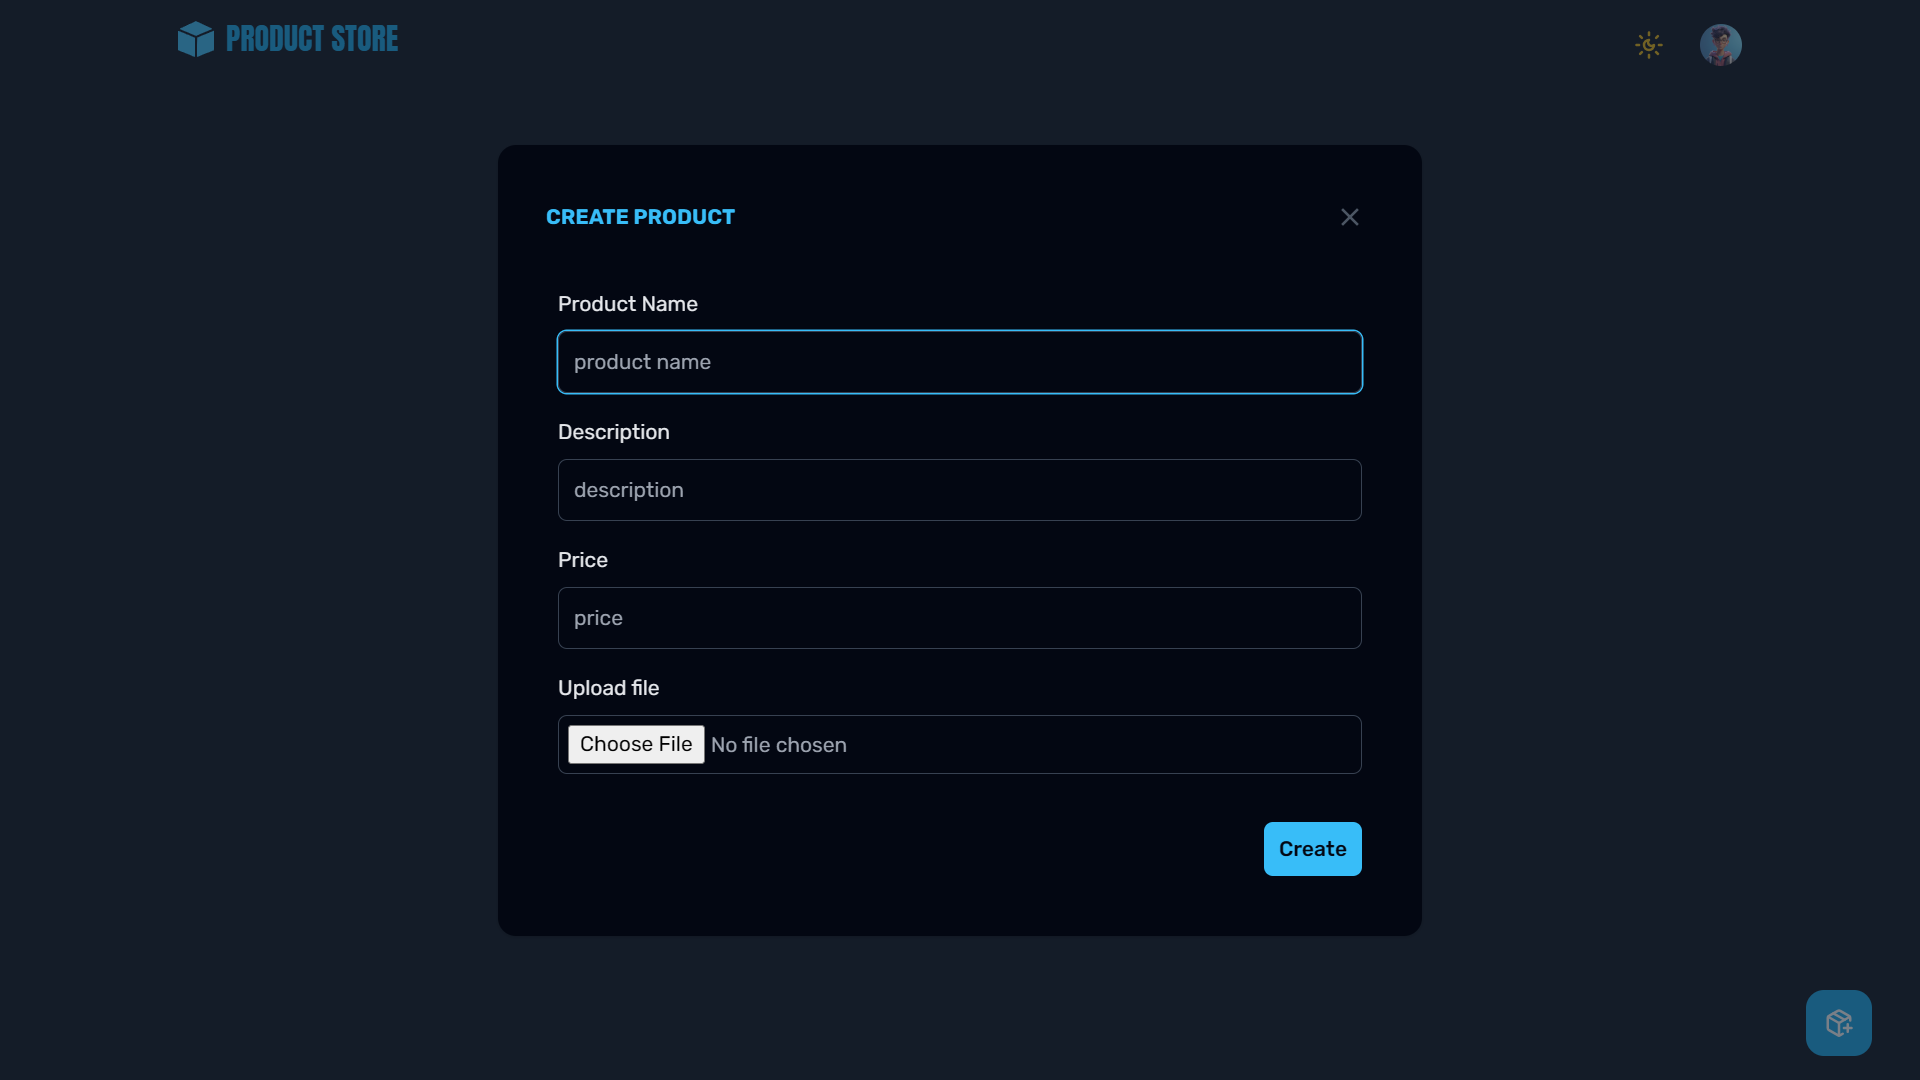 PRODUCT STORE
CREATE PRODUCT
Product Name
product name
Description
description
Price
price
Upload file
Choose File No file chosen
Create